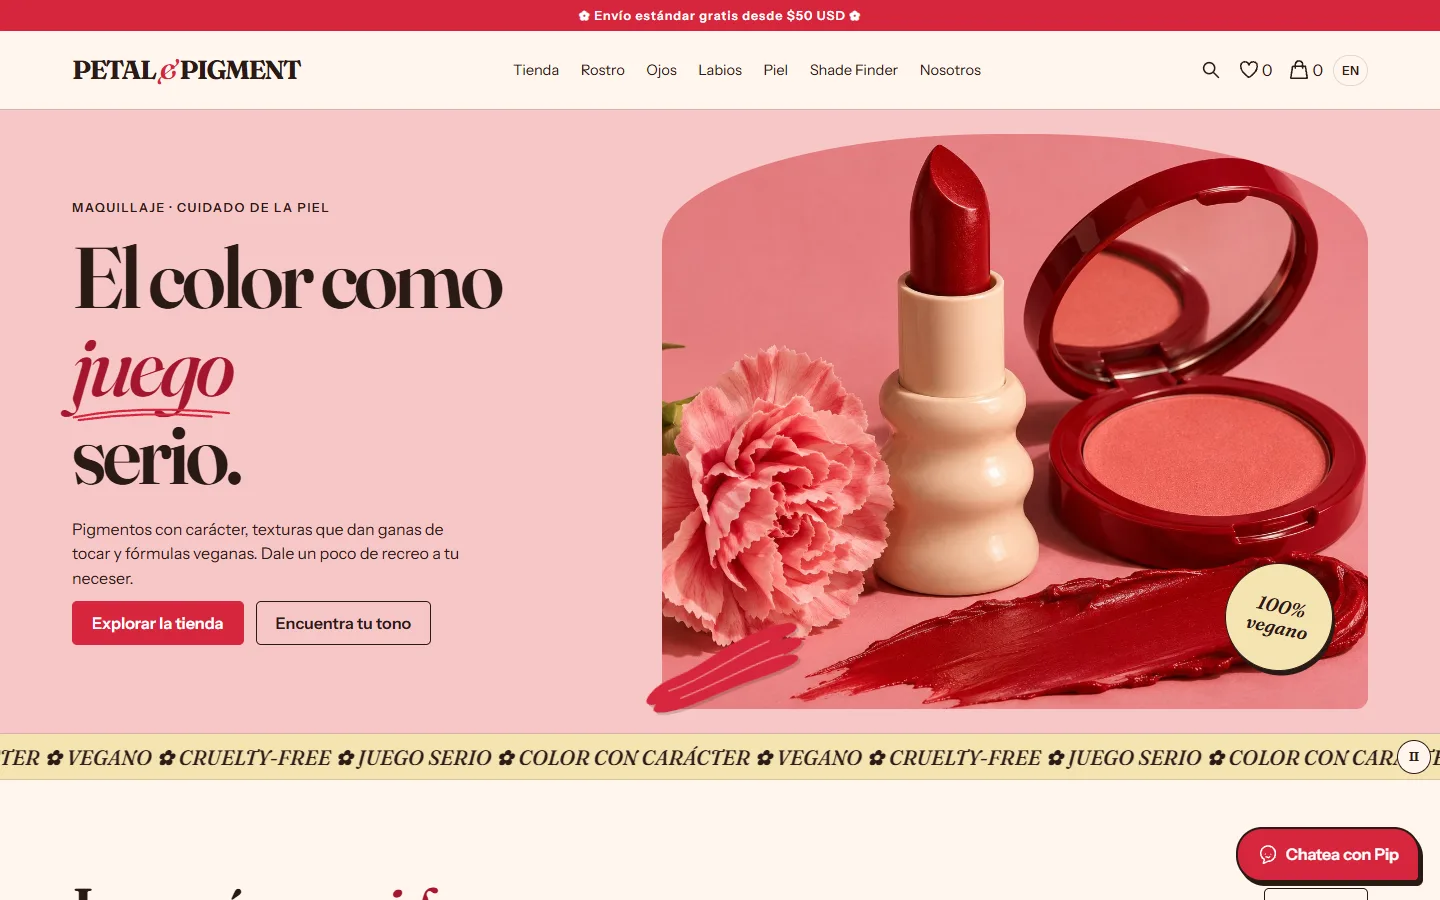 ✿ Envío estándar gratis desde $50 USD ✿
PETAL & PIGMENT
Tienda Rostro Ojos Labios Piel Shade Finder Nosotros
0 0 EN
MAQUILLAJE · CUIDADO DE LA PIEL
El color como
juego
serio.
Pigmentos con carácter, texturas que dan ganas de
tocar y fórmulas veganas. Dale un poco de recreo a tu
neceser.
Explorar la tienda Encuentra tu tono
100%
vegano
TER ✿ VEGANO ✿ CRUELTY-FREE ✿ JUEGO SERIO ✿ COLOR CON CARÁCTER ✿ VEGANO ✿ CRUELTY-FREE ✿ JUEGO SERIO ✿ COLOR CON
Chatea con Pip